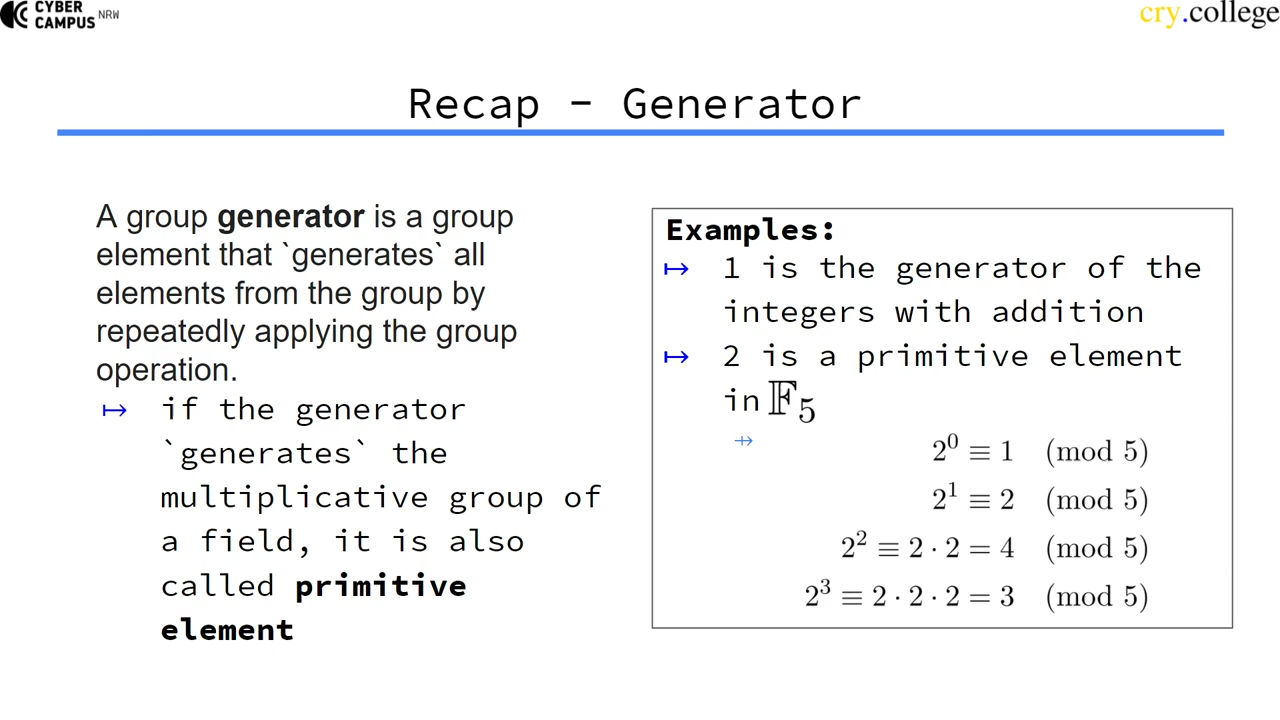 CYBER
CAMPUS NRW
cry.college
Recap - Generator
A group generator is a group
element that `generates` all
elements from the group by
repeatedly applying the group
operation.
↦ if the generator
`generates` the
multiplicative group of
a field, it is also
called primitive
element
Examples:
↦ 1 is the generator of the
integers with addition
↦ 2 is a primitive element
in 𝔽₅
⇸ 2⁰ ≡ 1 (mod 5)
2¹ ≡ 2 (mod 5)
2² ≡ 2 · 2 = 4 (mod 5)
2³ ≡ 2 · 2 · 2 = 3 (mod 5)